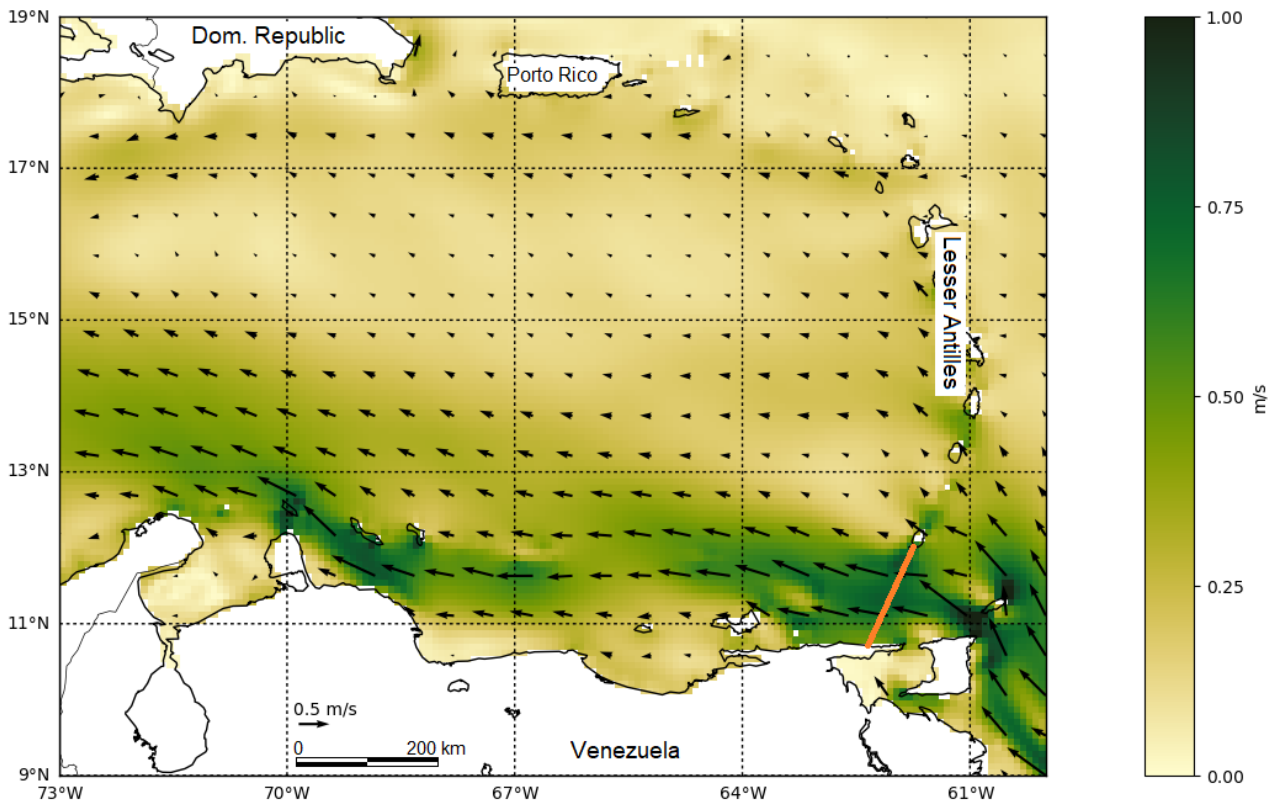 19°N
Dom. Republic
Porto Rico
1.00
17°N
0.75
Lesser Antilles
15°N
0.50
m/s
13°N
0.25
11°N
0.5 m/s
0 200 km
Venezuela
9°N
0.00
73°W 70°W 67°W 64°W 61°W